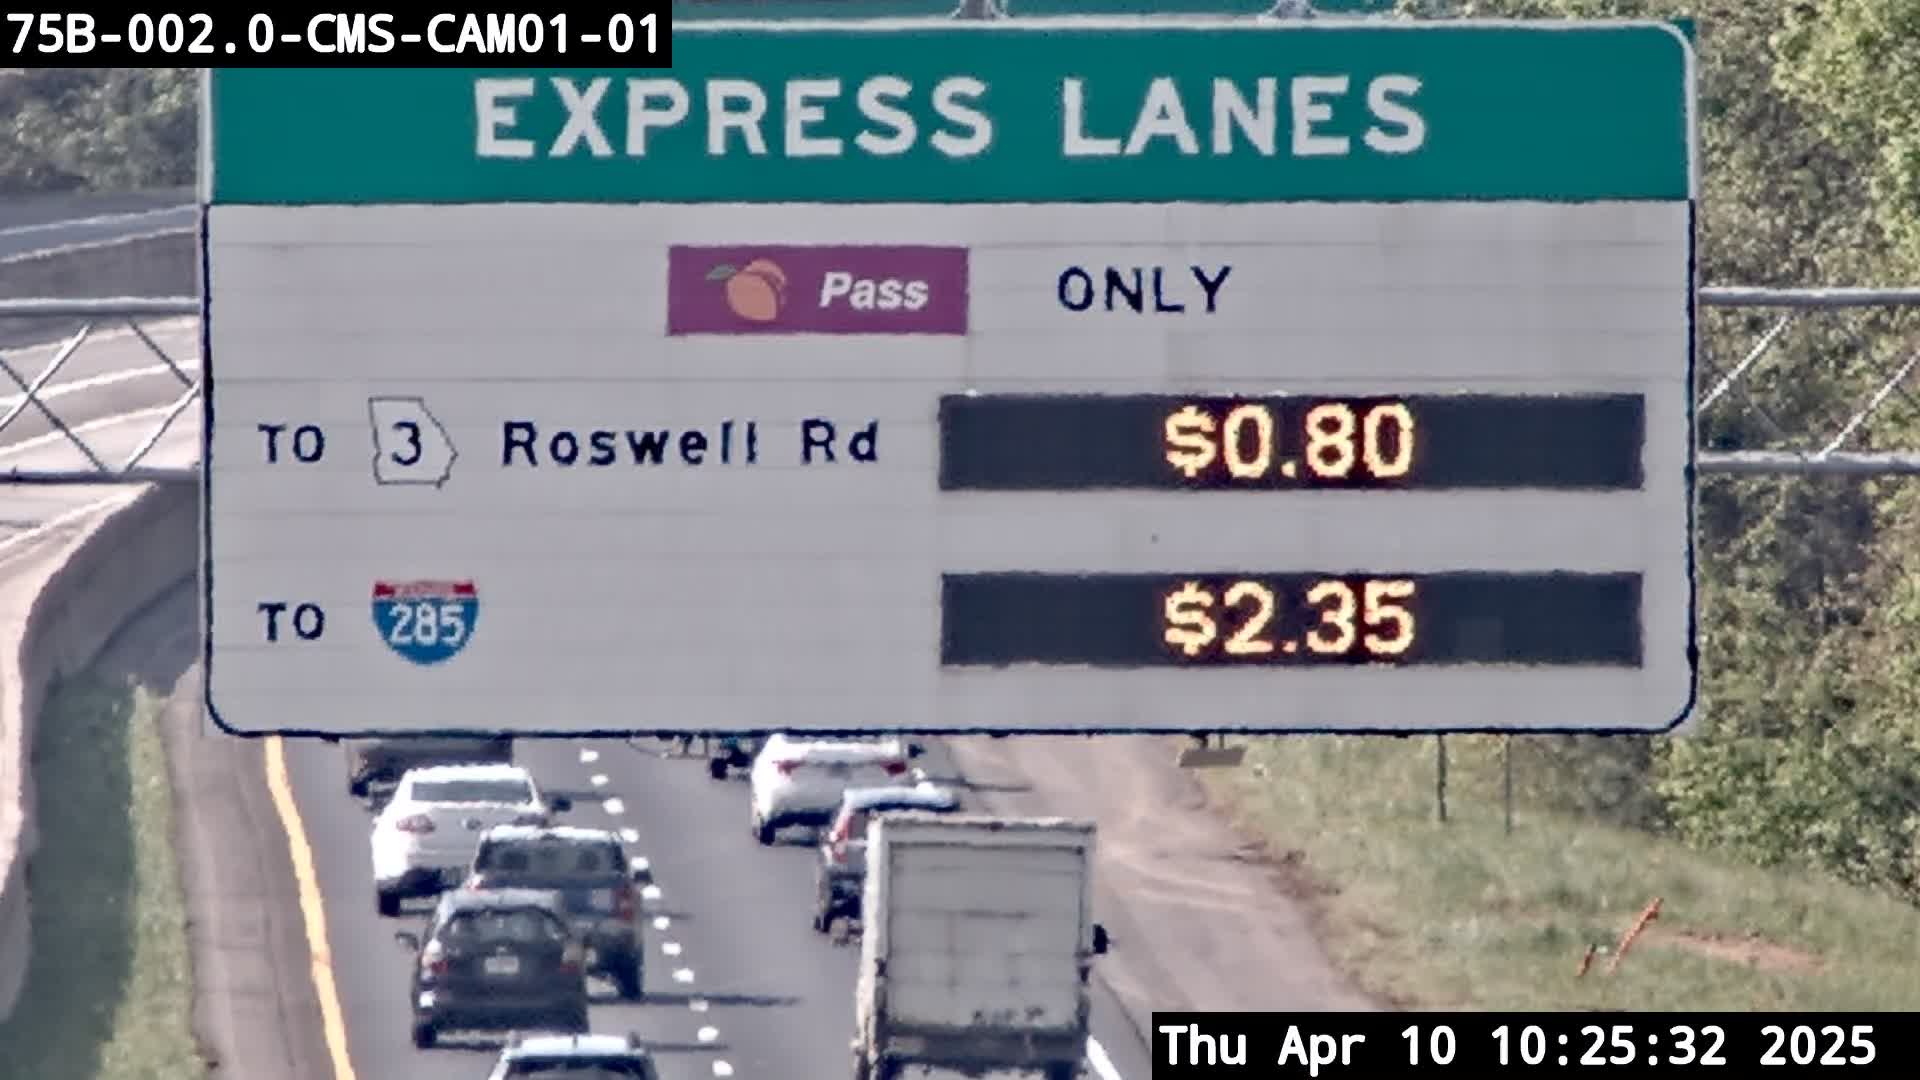 75B-002.0-CMS-CAM01-01
EXPRESS LANES
Pass ONLY
TO 3 Roswell Rd $0.80
TO 285 $2.35
Thu Apr 10 10:25:32 2025